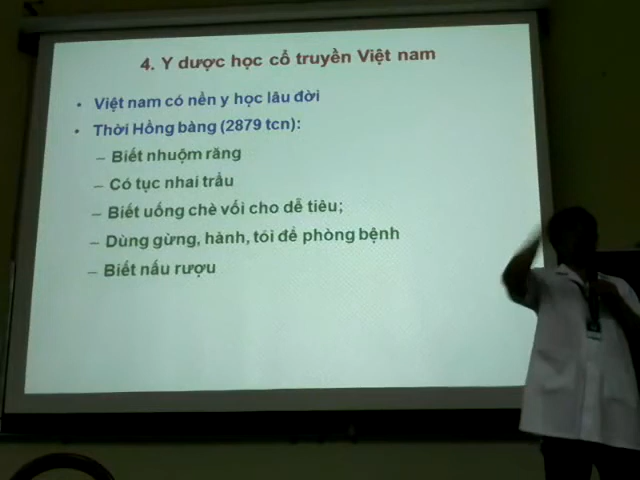 4. Y dược học cổ truyền Việt nam
• Việt nam có nền y học lâu đời
• Thời Hồng bàng (2879 tcn):
– Biết nhuộm răng
– Có tục nhai trầu
– Biết uống chè vối cho dễ tiêu;
– Dùng gừng, hành, tỏi để phòng bệnh
– Biết nấu rượu